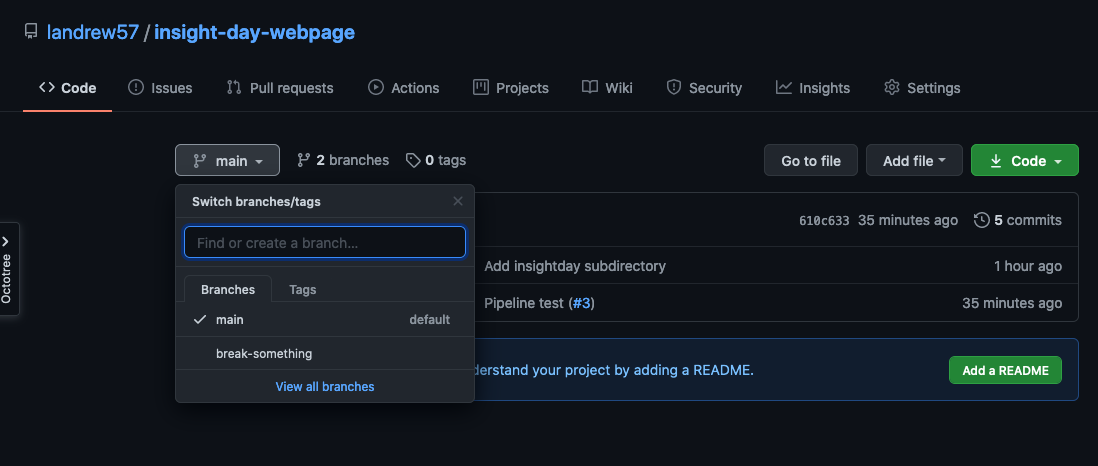 landrew57 / insight-day-webpage
Code Issues Pull requests Actions Projects Wiki Security Insights Settings
main 2 branches 0 tags Go to file Add file Code
Switch branches/tags
610c633 35 minutes ago 5 commits
Find or create a branch...
Octotree
Add insightday subdirectory 1 hour ago
Branches Tags
Pipeline test (#3) 35 minutes ago
main default
break-something
your project by adding a README. Add a README
View all branches